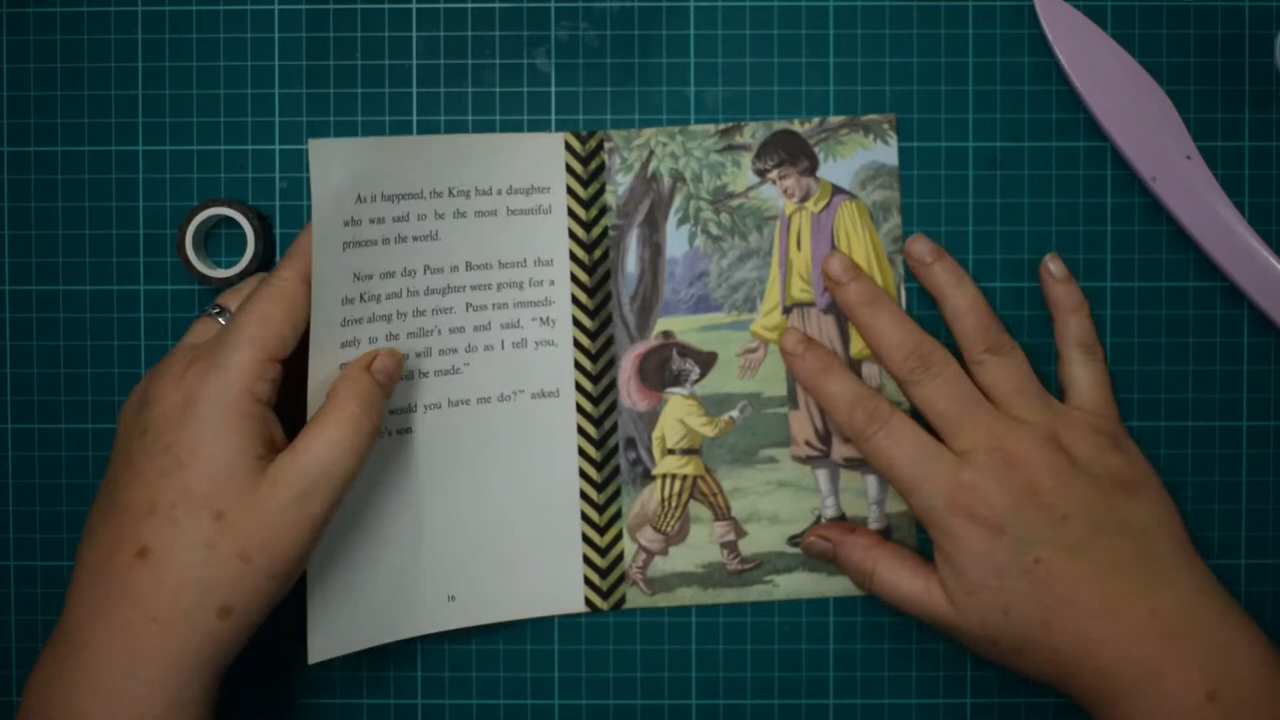 As it happened, the King had a daughter
who was said to be the most beautiful
princess in the world.
Now one day Puss in Boots heard that
the King and his daughter were going for a
drive along by the river. Puss ran immedi-
ately to the miller's son and said, "My
will now do as I tell you,
will be made."
would you have me do?" asked
son.
16